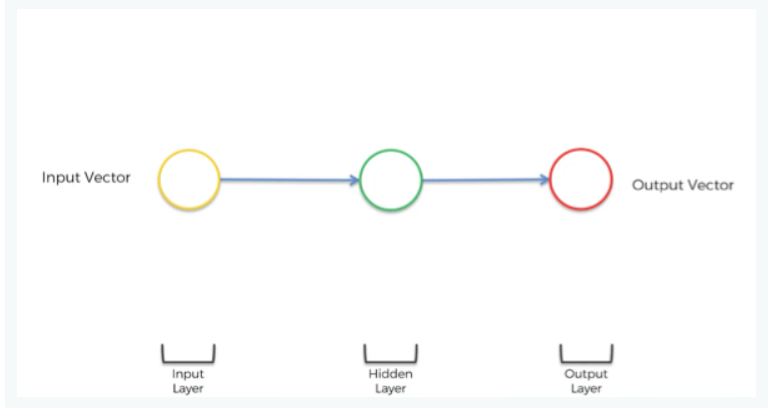 Input Vector
Output Vector
Input
Layer
Hidden
Layer
Output
Layer